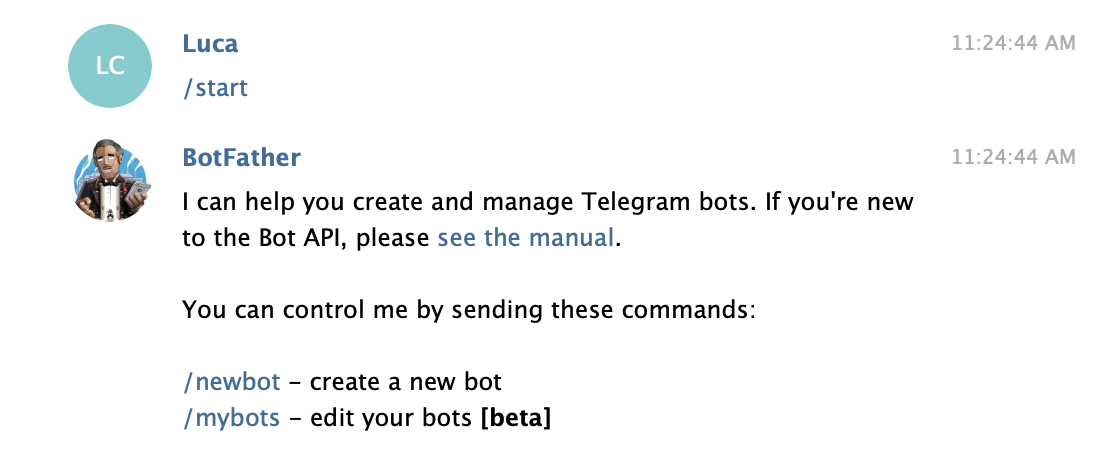 Luca 11:24:44 AM
LC
/start
BotFather 11:24:44 AM
I can help you create and manage Telegram bots. If you're new
to the Bot API, please see the manual.
You can control me by sending these commands:
/newbot – create a new bot
/mybots – edit your bots [beta]